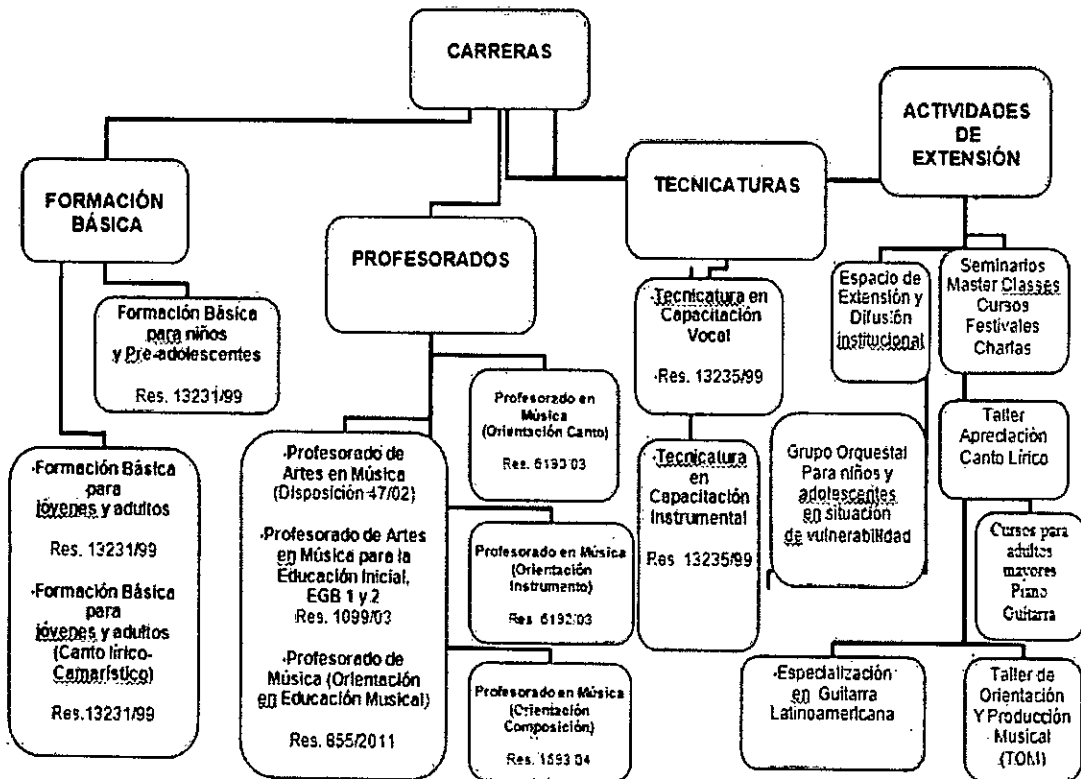 CARRERAS
ACTIVIDADES
DE
EXTENSIÓN
FORMACIÓN
BÁSICA
PROFESORADOS
TECNICATURAS
Formación Básica
para niños
y Pre-adolescentes
Res. 13231/99
·Formación Básica
para
jóvenes y adultos
Res. 13231/99
·Formación Básica
para
jóvenes y adultos
(Canto lírico-
Camarístico)
Res.13231/99
·Profesorado de
Artes en Música
(Disposición 47/02)
·Profesorado de Artes
en Música para la
Educación Inicial,
EGB 1 y 2
Res. 1099/03
·Profesorado de
Música (Orientación
en Educación Musical)
Res. 855/2011
Profesorado en
Música
(Orientación Canto)
Res.
Profesorado en Música
(Orientación
Instrumento)
Res.
Profesorado en Música
(Orientación
Composición)
Res.
·Tecnicatura en
Capacitación
Vocal
·Res. 13235/99
·Tecnicatura
en
Capacitación
Instrumental
Res 13235/99
Espacio de
Extensión y
Difusión
institucional
Grupo Orquestal
Para niños y
adolescentes
en situación
de vulnerabilidad
Seminarios
Master Classes
Cursos
Festivales
Charlas
Taller
Apreciación
Canto Lírico
Cursos para
adultos
mayores
Piano
Guitarra
·Especialización
en Guitarra
Latinoamericana
Taller de
Orientación
Y Producción
Musical
(TOM)